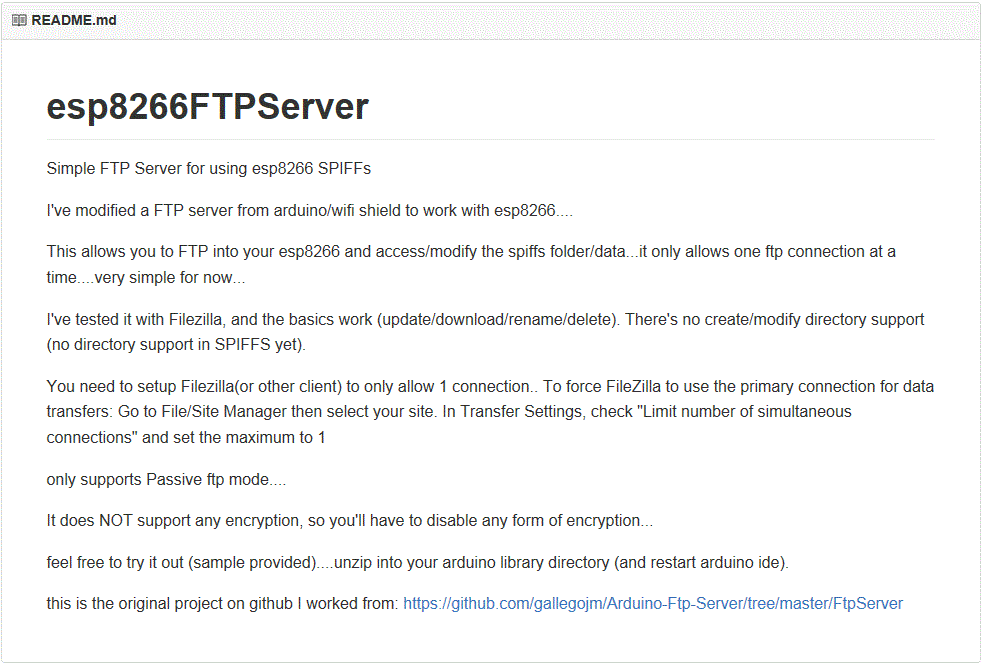 README.md
esp8266FTPServer
Simple FTP Server for using esp8266 SPIFFs
I've modified a FTP server from arduino/wifi shield to work with esp8266....
This allows you to FTP into your esp8266 and access/modify the spiffs folder/data...it only allows one ftp connection at a
time....very simple for now...
I've tested it with Filezilla, and the basics work (update/download/rename/delete). There's no create/modify directory support
(no directory support in SPIFFS yet).
You need to setup Filezilla(or other client) to only allow 1 connection.. To force FileZilla to use the primary connection for data
transfers: Go to File/Site Manager then select your site. In Transfer Settings, check "Limit number of simultaneous
connections" and set the maximum to 1
only supports Passive ftp mode....
It does NOT support any encryption, so you'll have to disable any form of encryption...
feel free to try it out (sample provided)....unzip into your arduino library directory (and restart arduino ide).
this is the original project on github I worked from: https://github.com/gallegojm/Arduino-Ftp-Server/tree/master/FtpServer